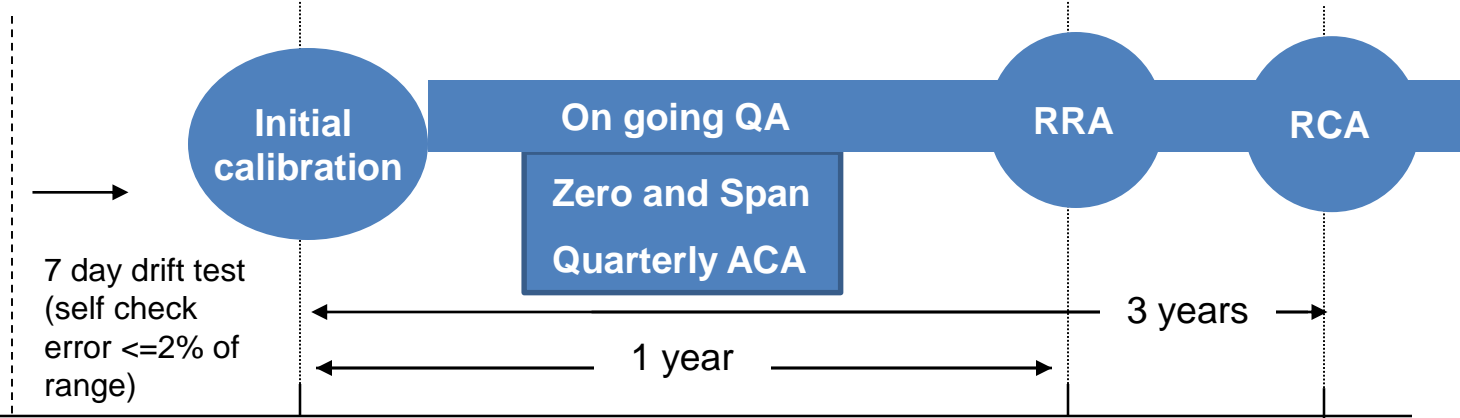 Initial
calibration
On going QA
RRA
RCA
Zero and Span
Quarterly ACA
7 day drift test
(self check
error <=2% of
range)
3 years
1 year